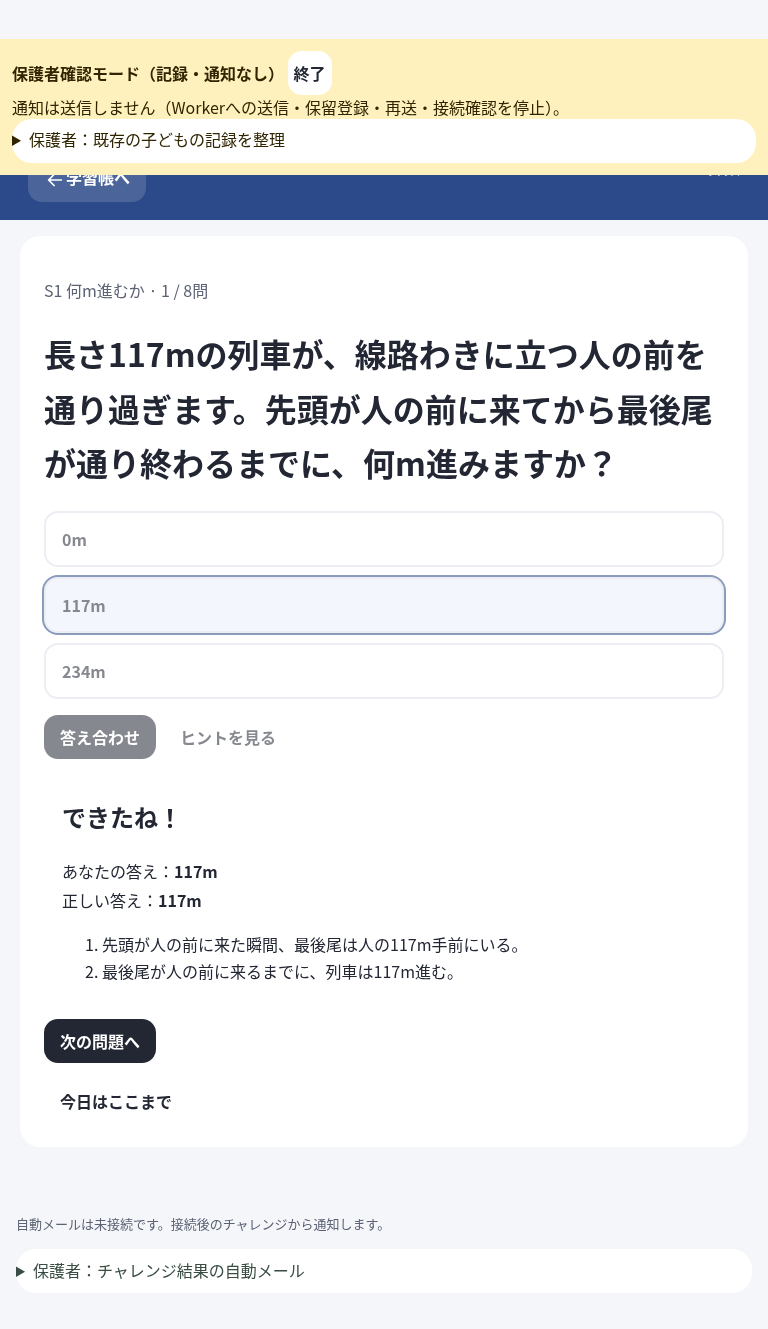 保護者確認モード（記録・通知なし） 終了
通知は送信しません（Workerへの送信・保留登録・再送・接続確認を停止）。
▶ 保護者：既存の子どもの記録を整理
← 学習帳へ
S1 何m進むか · 1 / 8問
長さ117mの列車が、線路わきに立つ人の前を
通り過ぎます。先頭が人の前に来てから最後尾
が通り終わるまでに、何m進みますか？
0m
117m
234m
答え合わせ ヒントを見る
できたね！
あなたの答え：117m
正しい答え：117m
1. 先頭が人の前に来た瞬間、最後尾は人の117m手前にいる。
2. 最後尾が人の前に来るまでに、列車は117m進む。
次の問題へ
今日はここまで
自動メールは未接続です。接続後のチャレンジから通知します。
▶ 保護者：チャレンジ結果の自動メール